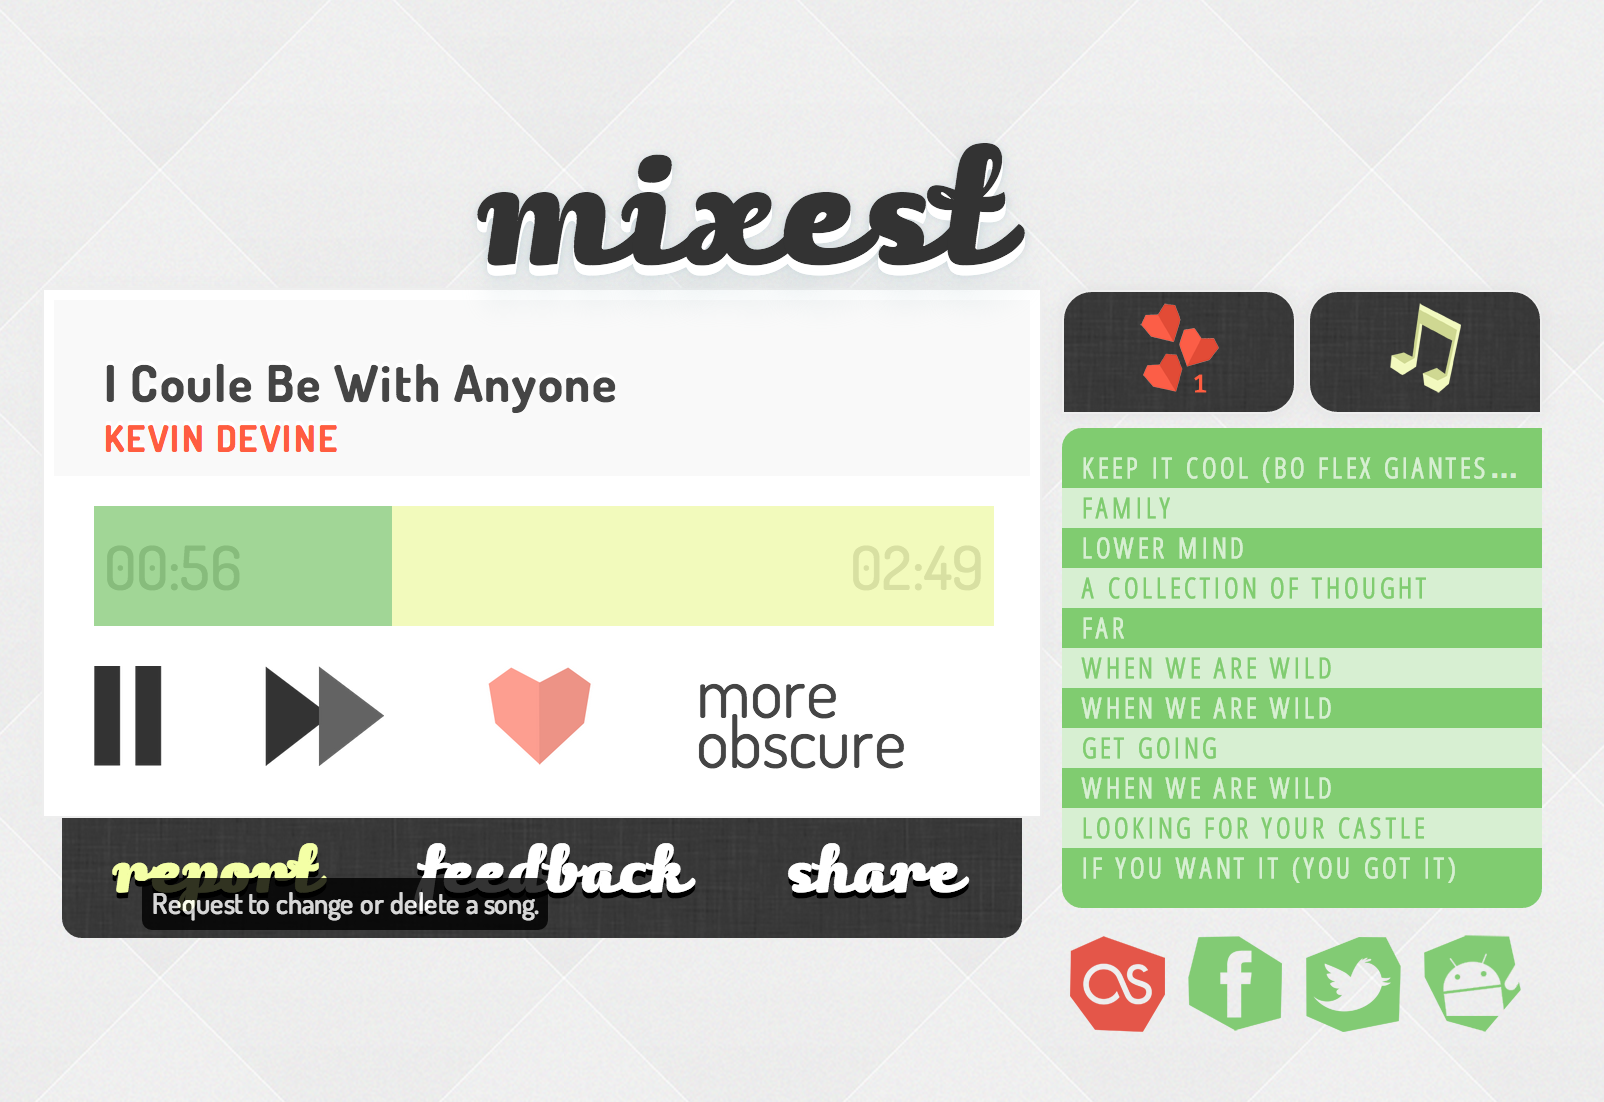 mixest
I Coule Be With Anyone
KEVIN DEVINE
00:56
02:49
more
obscure
report
feedback
share
Request to change or delete a song.
1
KEEP IT COOL (BO FLEX GIANTES...
FAMILY
LOWER MIND
A COLLECTION OF THOUGHT
FAR
WHEN WE ARE WILD
WHEN WE ARE WILD
GET GOING
WHEN WE ARE WILD
LOOKING FOR YOUR CASTLE
IF YOU WANT IT (YOU GOT IT)